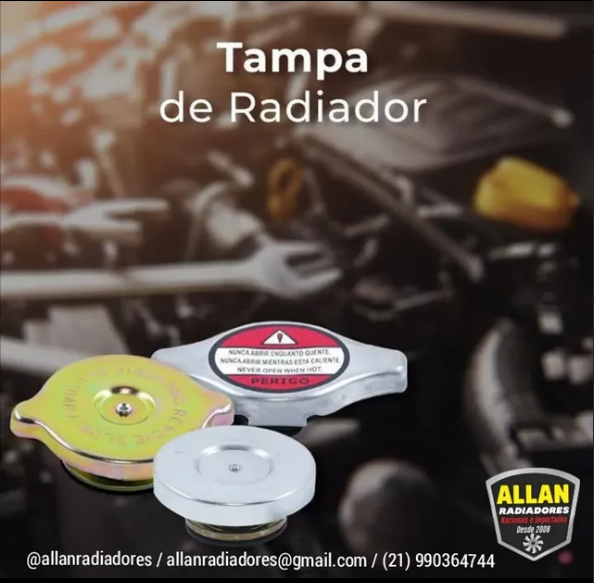 Tampa
de Radiador
NUNCA ABRIR ENQUANTO QUENTE.
NUNCA ABRIR MIENTRAS ESTA CALIENTE.
NEVER OPEN WHEN HOT.
PERIGO
ALLAN
RADIADORES
Nacionais e Importados
Desde 2008
@allanradiadores / allanradiadores@gmail.com / (21) 990364744